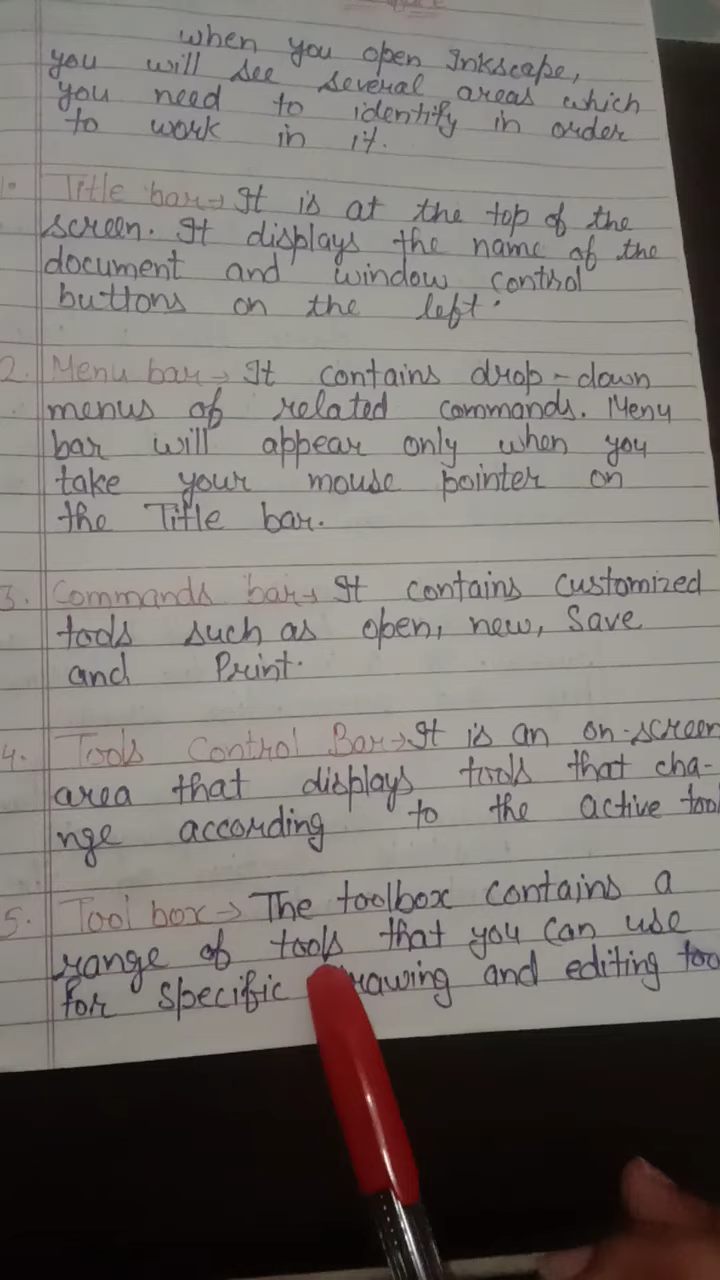 when you open Inkscape,
you will see several areas which
you need to identify in order
to work in it.
1. Title bar → It is at the top of the
screen. It displays the name of the
document and window control
buttons on the left.
2. Menu bar → It contains drop-down
menus of related commands. Menu
bar will appear only when you
take your mouse pointer on
the Title bar.
3. Commands bar → It contains customized
tools such as open, new, Save
and Print.
4. Tools Control Bar → It is an on-screen
area that displays tools that cha-
nge according to the active tool
5. Tool box → The toolbox contains a
range of tools that you can use
for specific rawing and editing too